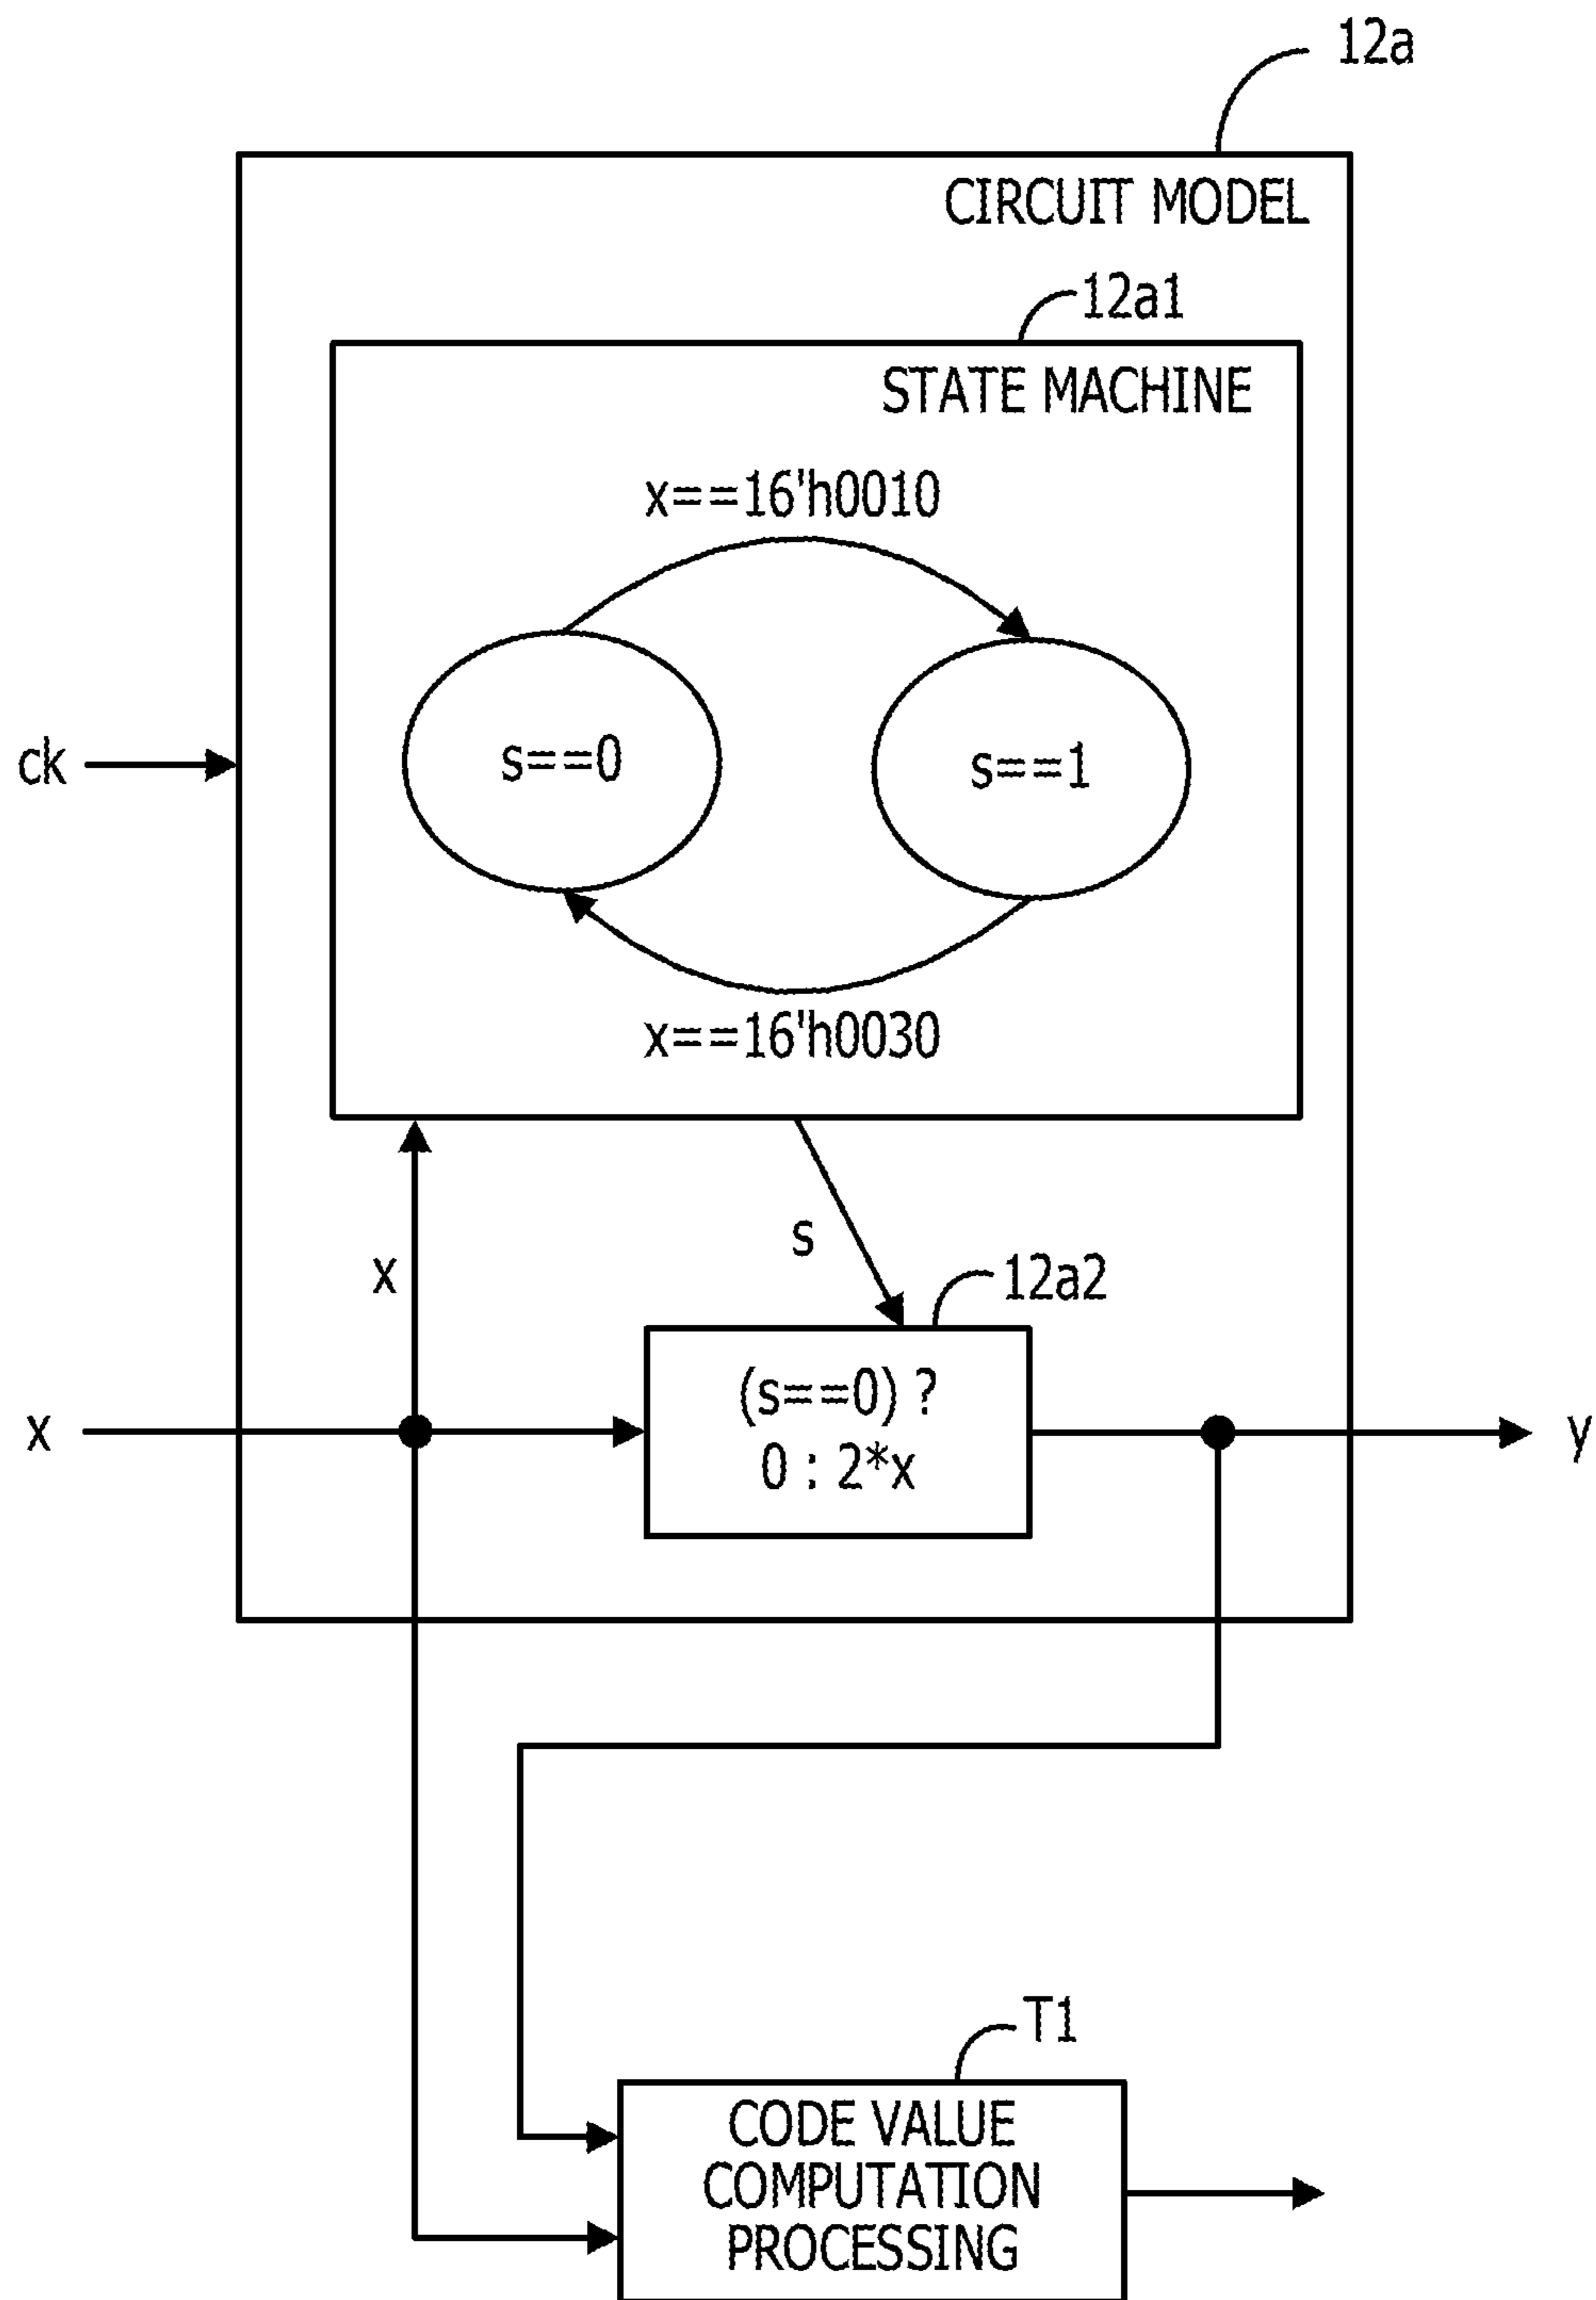 12a
CIRCUIT MODEL
12a1
STATE MACHINE
x==16'h0010
s==0
s==1
ck
x==16'h0030
x
s
12a2
(s==0) ?
0 : 2*x
x
y
T1
CODE VALUE
COMPUTATION
PROCESSING